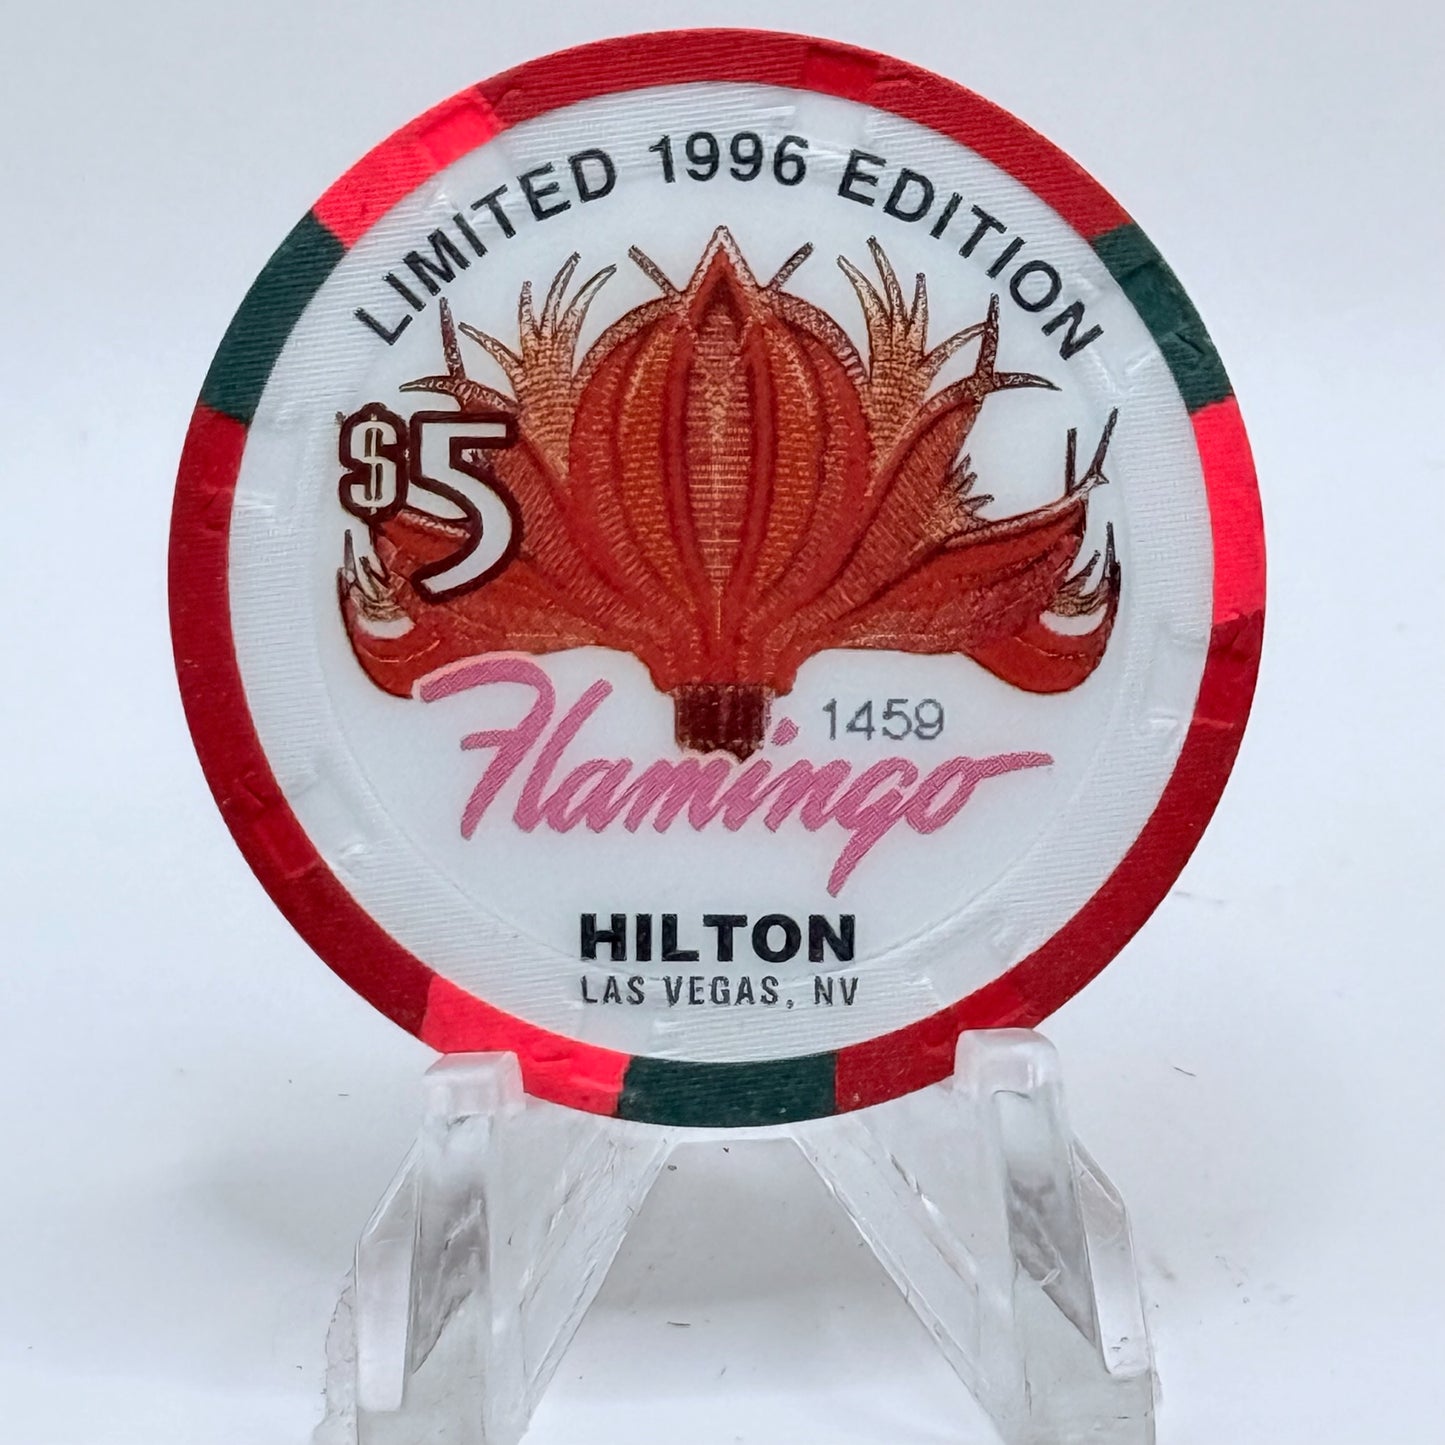 LIMITED 1996 EDITION
$5
1459
Flamingo
HILTON
LAS VEGAS, NV